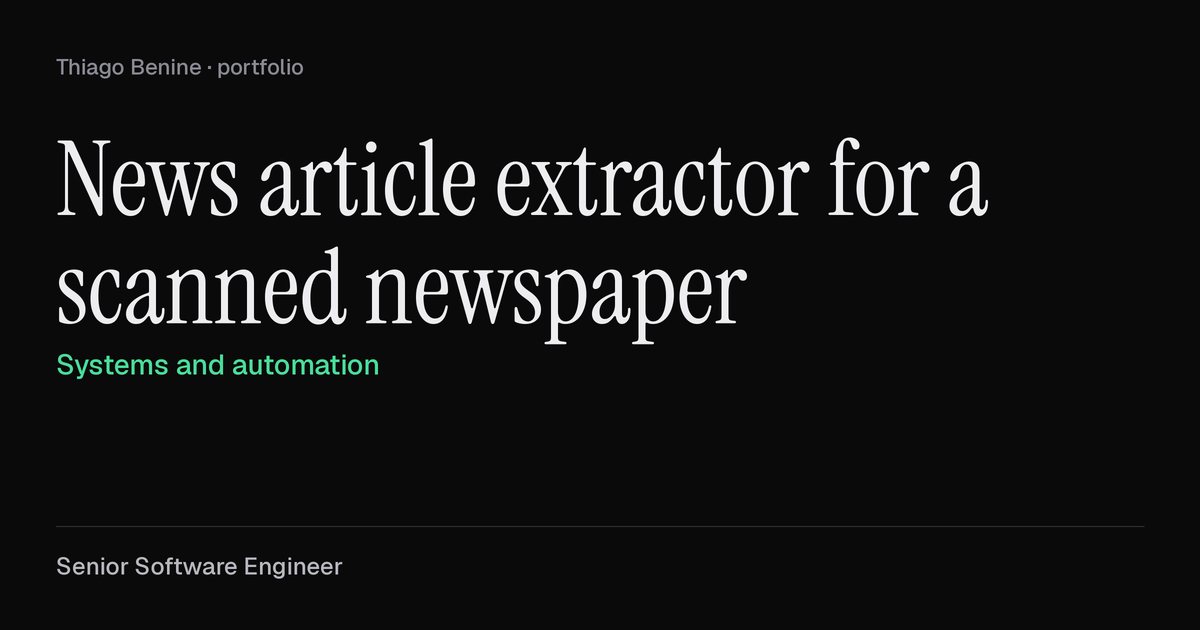 Thiago Benine · portfolio
News article extractor for a
scanned newspaper
Systems and automation
Senior Software Engineer